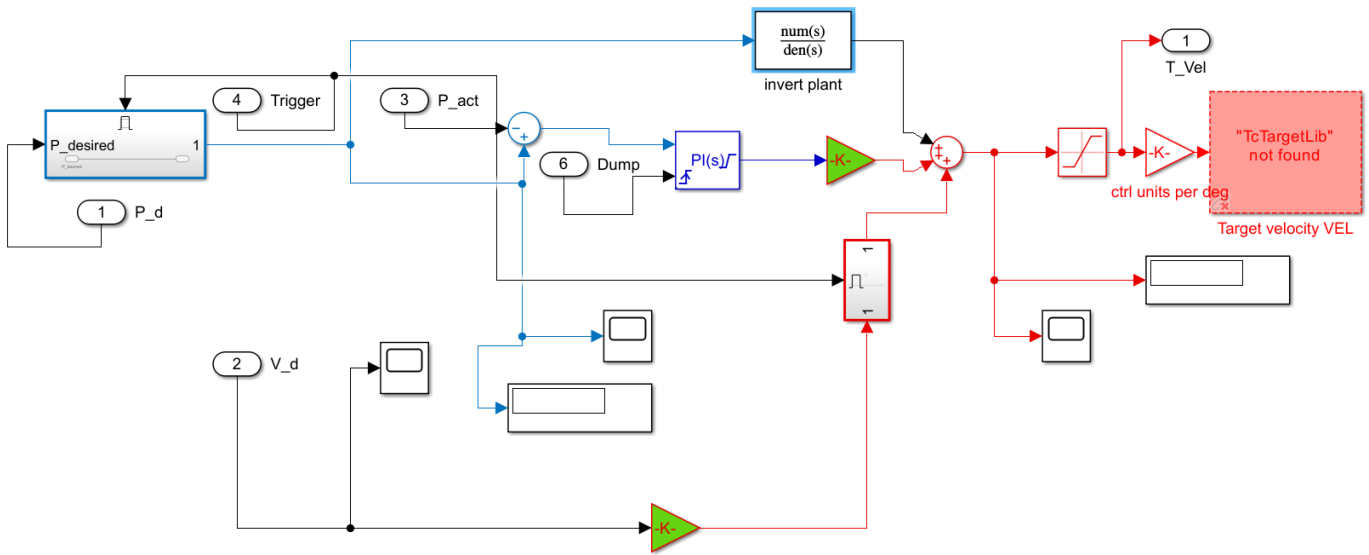 num(s)
den(s)
invert plant
1
T_Vel
4
Trigger
3
P_act
P_desired
1
P_desired
6
Dump
PI(s)
-K-
-K-
"TcTargetLib"
not found
ctrl units per deg
Target velocity VEL
1
P_d
1
1
2
V_d
-K-